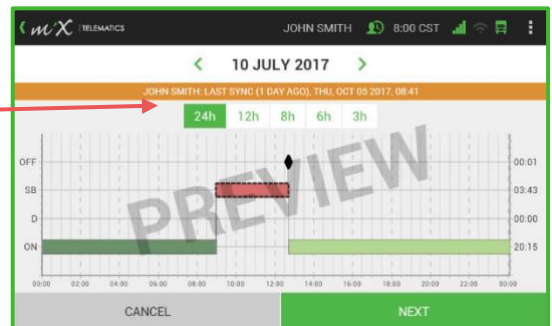 m'X TELEMATICS JOHN SMITH 8:00 CST
10 JULY 2017
JOHN SMITH: LAST SYNC (1 DAY AGO), THU, OCT 05 2017, 08:41
24h 12h 8h 6h 3h
PREVIEW
OFF 00:01
SB 03:43
D 00:00
ON 20:15
00:00 02:00 04:00 06:00 08:00 10:00 12:00 14:00 16:00 18:00 20:00 22:00 00:00
CANCEL NEXT